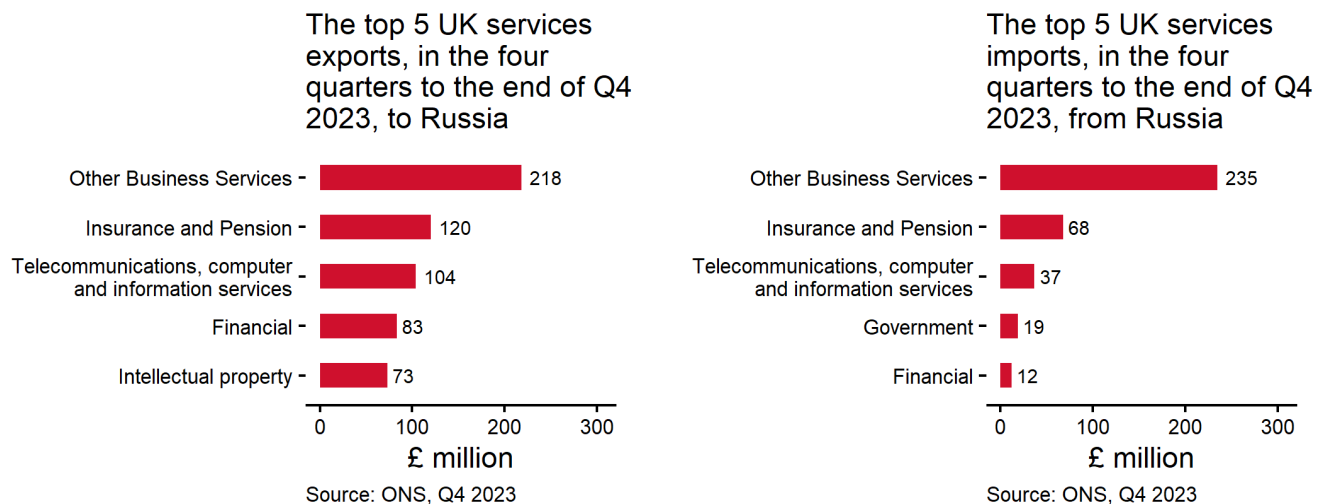 The top 5 UK services
exports, in the four
quarters to the end of Q4
2023, to Russia
Other Business Services
218
Insurance and Pension
120
Telecommunications, computer
and information services
104
Financial
83
Intellectual property
73
0 100 200 300
£ million
Source: ONS, Q4 2023
The top 5 UK services
imports, in the four
quarters to the end of Q4
2023, from Russia
Other Business Services
235
Insurance and Pension
68
Telecommunications, computer
and information services
37
Government
19
Financial
12
0 100 200 300
£ million
Source: ONS, Q4 2023